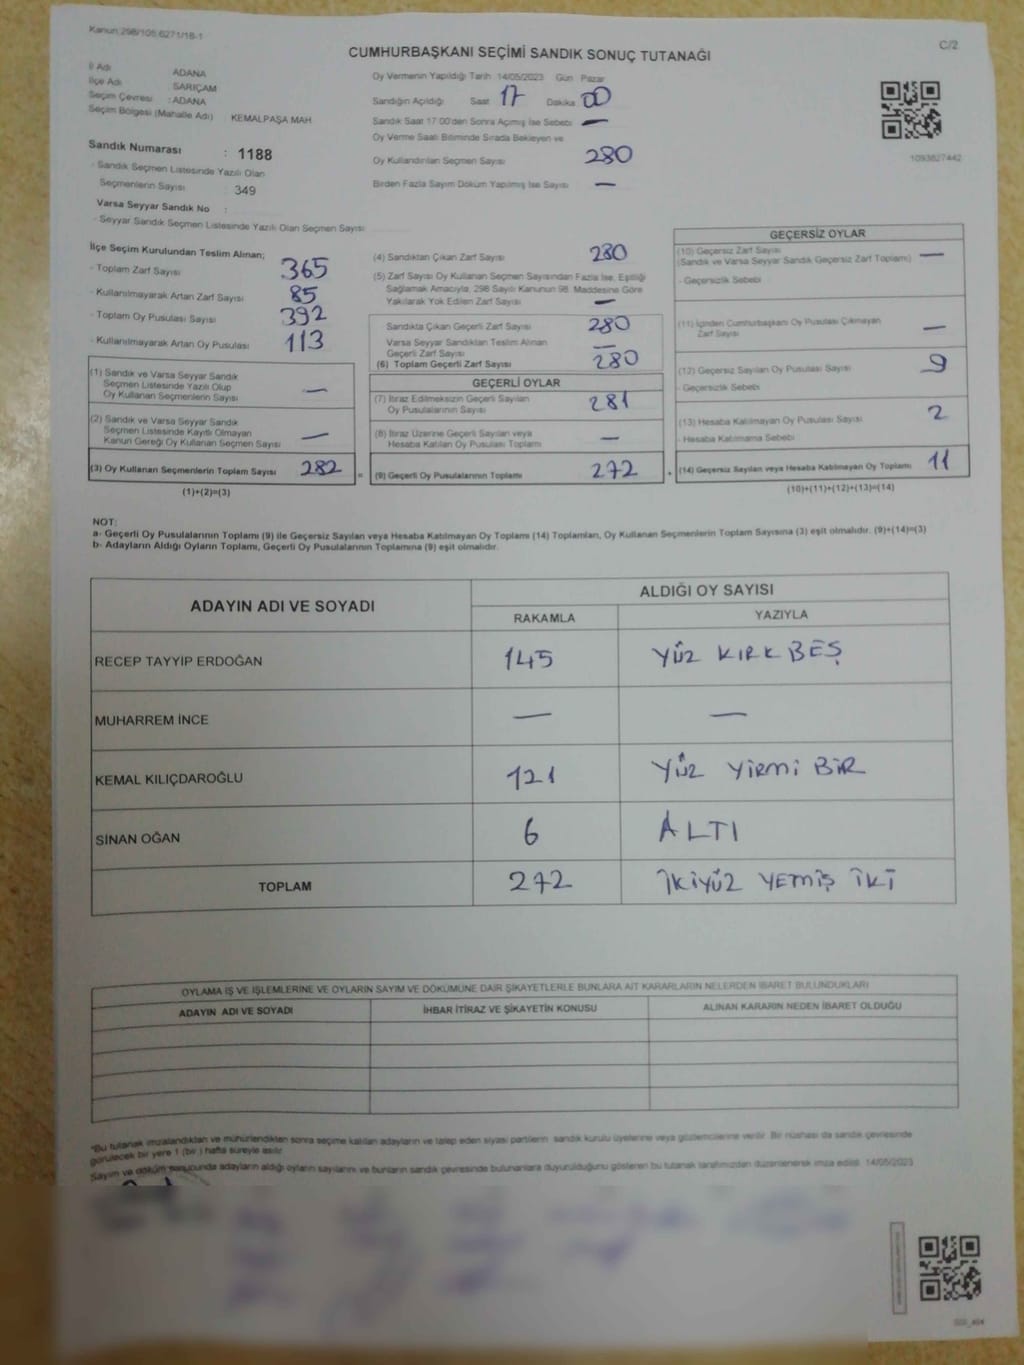 Kanun:298/105.6271/18-1
C/2
CUMHURBAŞKANI SEÇİMİ SANDIK SONUÇ TUTANAĞI
İl Adı : ADANA
İlçe Adı : SARIÇAM
Seçim Çevresi : ADANA
Seçim Bölgesi (Mahalle Adı) : KEMALPAŞA MAH
Sandık Numarası : 1188
- Sandık Seçmen Listesinde Yazılı Olan
Seçmenlerin Sayısı : 349
Varsa Seyyar Sandık No :
- Seyyar Sandık Seçmen Listesinde Yazılı Olan Seçmen Sayısı
Oy Vermenin Yapıldığı Tarih 14/05/2023 Gün Pazar
Sandığın Açıldığı Saat 17 Dakika 00
Sandık Saat 17.00'den Sonra Açımış İse Sebebi —
Oy Verme Saati Bitiminde Sırada Bekleyen ve
Oy Kullandırılan Seçmen Sayısı 280
Birden Fazla Sayım Döküm Yapılmış İse Sayısı —
1093827442
İlçe Seçim Kurulundan Teslim Alınan;
- Toplam Zarf Sayısı 365
- Kullanılmayarak Artan Zarf Sayısı 85
- Toplam Oy Pusulası Sayısı 392
- Kullanılmayarak Artan Oy Pusulası 113
(1) Sandık ve Varsa Seyyar Sandık
Seçmen Listesinde Yazılı Olup
Oy Kullanan Seçmenlerin Sayısı —
(2) Sandık ve Varsa Seyyar Sandık
Seçmen Listesinde Kayıtlı Olmayan
Kanun Gereği Oy Kullanan Seçmen Sayısı —
(3) Oy Kullanan Seçmenlerin Toplam Sayısı 282
(1)+(2)=(3)
(4) Sandıktan Çıkan Zarf Sayısı 280
(5) Zarf Sayısı Oy Kullanan Seçmen Sayısından Fazla İse, Eşitliği
Sağlamak Amacıyla, 298 Sayılı Kanunun 98. Maddesine Göre
Yakılarak Yok Edilen Zarf Sayısı —
Sandıkta Çıkan Geçerli Zarf Sayısı 280
Varsa Seyyar Sandıktan Teslim Alınan
Geçerli Zarf Sayısı —
(6) Toplam Geçerli Zarf Sayısı 280
GEÇERLİ OYLAR
(7) İtiraz Edilmeksizin Geçerli Sayılan
Oy Pusulalarının Sayısı 281
(8) İtiraz Üzerine Geçerli Sayılan veya
Hesaba Katılan Oy Pusulası Toplamı —
=
(9) Geçerli Oy Pusulalarının Toplamı 272
GEÇERSİZ OYLAR
(10) Geçersiz Zarf Sayısı —
(Sandık ve Varsa Seyyar Sandık Geçersiz Zarf Toplamı)
- Geçersizlik Sebebi
(11) İçinden Cumhurbaşkanı Oy Pusulası Çıkmayan
Zarf Sayısı —
(12) Geçersiz Sayılan Oy Pusulası Sayısı 9
- Geçersizlik Sebebi
(13) Hesaba Katılmayan Oy Pusulası Sayısı 2
- Hesaba Katılmama Sebebi
+
(14) Geçersiz Sayılan veya Hesaba Katılmayan Oy Toplamı 11
(10)+(11)+(12)+(13)=(14)
NOT:
a- Geçerli Oy Pusulalarının Toplamı (9) ile Geçersiz Sayılan veya Hesaba Katılmayan Oy Toplamı (14) Toplamları, Oy Kullanan Seçmenlerin Toplam Sayısına (3) eşit olmalıdır. (9)+(14)=(3)
b- Adayların Aldığı Oyların Toplamı, Geçerli Oy Pusulalarının Toplamına (9) eşit olmalıdır.
ADAYIN ADI VE SOYADI
ALDIĞI OY SAYISI
RAKAMLA YAZIYLA
RECEP TAYYİP ERDOĞAN 145 YÜZ KIRK BEŞ
MUHARREM İNCE — —
KEMAL KILIÇDAROĞLU 121 YÜZ YİRMİ BİR
SİNAN OĞAN 6 ALTI
TOPLAM 272 İKİYÜZ YEMİŞ İKİ
OYLAMA İŞ VE İŞLEMLERİNE VE OYLARIN SAYIM VE DÖKÜMÜNE DAİR ŞİKAYETLERLE BUNLARA AİT KARARLARIN NELERDEN İBARET BULUNDUKLARI
ADAYIN ADI VE SOYADI İHBAR İTİRAZ VE ŞİKAYETİN KONUSU ALINAN KARARIN NEDEN İBARET OLDUĞU
*Bu tutanak imzalandıktan ve mühürlendikten sonra seçime katılan adayların ve talep eden siyasi partilerin sandık kurulu üyelerine veya gözlemcilerine verilir. Bir nüshası da sandık çevresinde
görülecek bir yere 1 (bir ) hafta süreyle asılır.
Sayım ve döküm sonucunda adayların aldığı oyların sayılarını ve bunların sandık çevresinde bulunanlara duyurulduğunu gösteren bu tutanak tarafımızdan düzenlenerek imza edildi. 14/05/2023